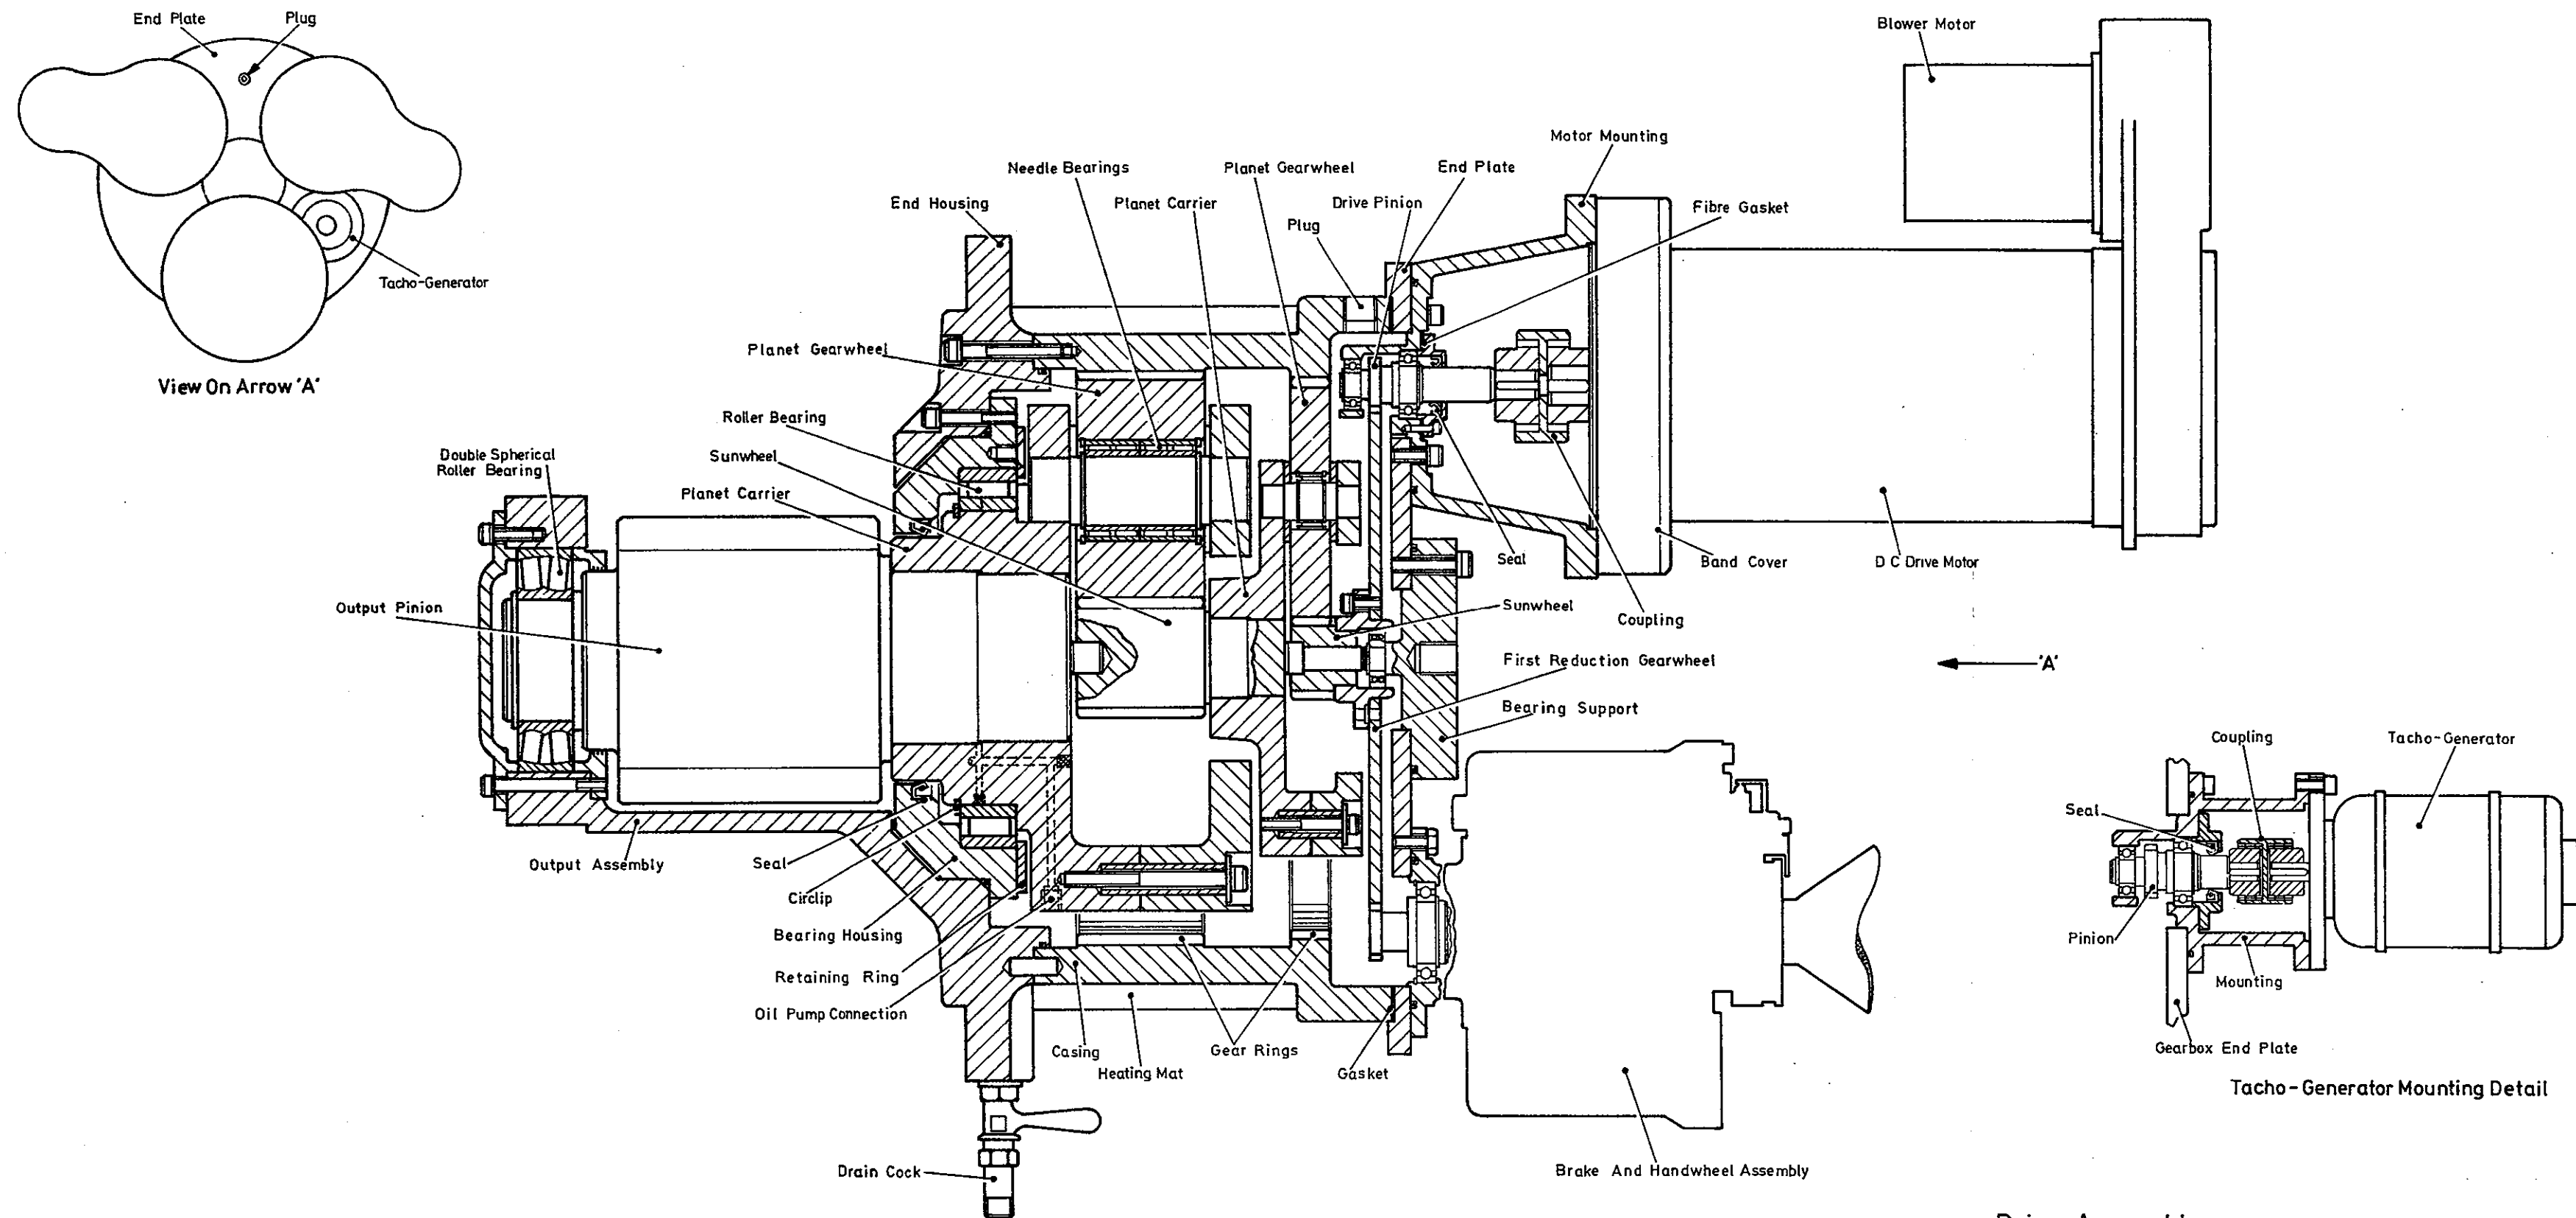 End Plate
Plug
Tacho-Generator
View On Arrow 'A'
Blower Motor
Motor Mounting
Needle Bearings
Planet Gearwheel
End Plate
End Housing
Planet Carrier
Drive Pinion
Fibre Gasket
Plug
Planet Gearwheel
Roller Bearing
Sunwheel
Double Spherical
Roller Bearing
Planet Carrier
Output Pinion
Seal
Band Cover
D C Drive Motor
Sunwheel
Coupling
First Reduction Gearwheel
'A'
Bearing Support
Output Assembly
Seal
Circlip
Bearing Housing
Retaining Ring
Oil Pump Connection
Casing
Heating Mat
Gear Rings
Gasket
Drain Cock
Brake And Handwheel Assembly
Coupling
Tacho-Generator
Seal
Pinion
Mounting
Gearbox End Plate
Tacho-Generator Mounting Detail